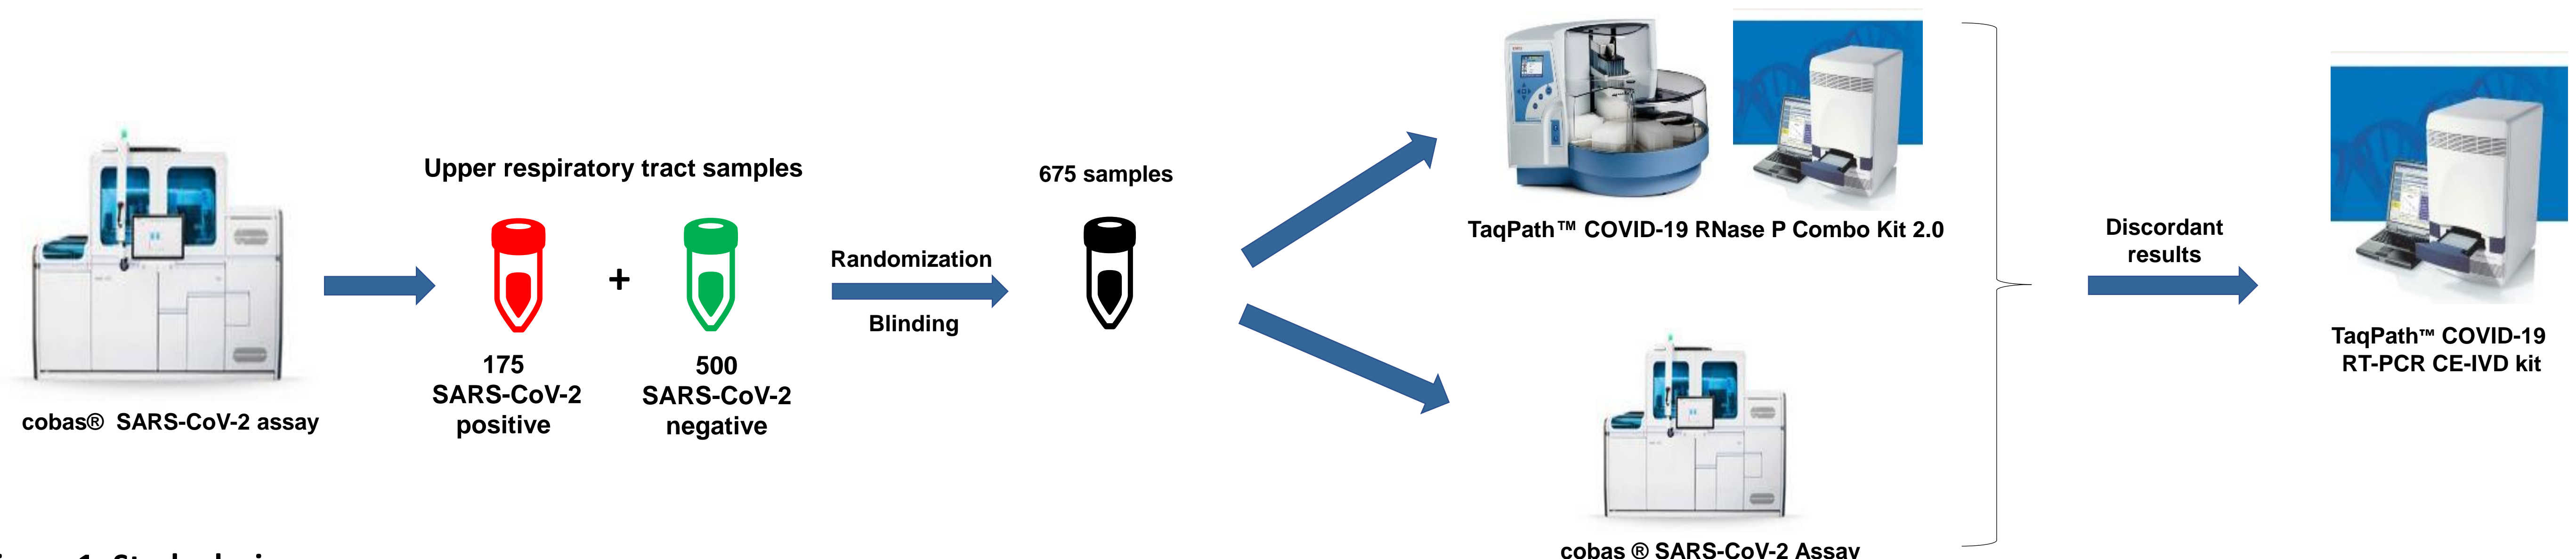 cobas® SARS-CoV-2 assay
Upper respiratory tract samples
175
SARS-CoV-2
positive
+
500
SARS-CoV-2
negative
Randomization
Blinding
675 samples
TaqPath™ COVID-19 RNase P Combo Kit 2.0
cobas ® SARS-CoV-2 Assay
Discordant
results
TaqPath™ COVID-19
RT-PCR CE-IVD kit